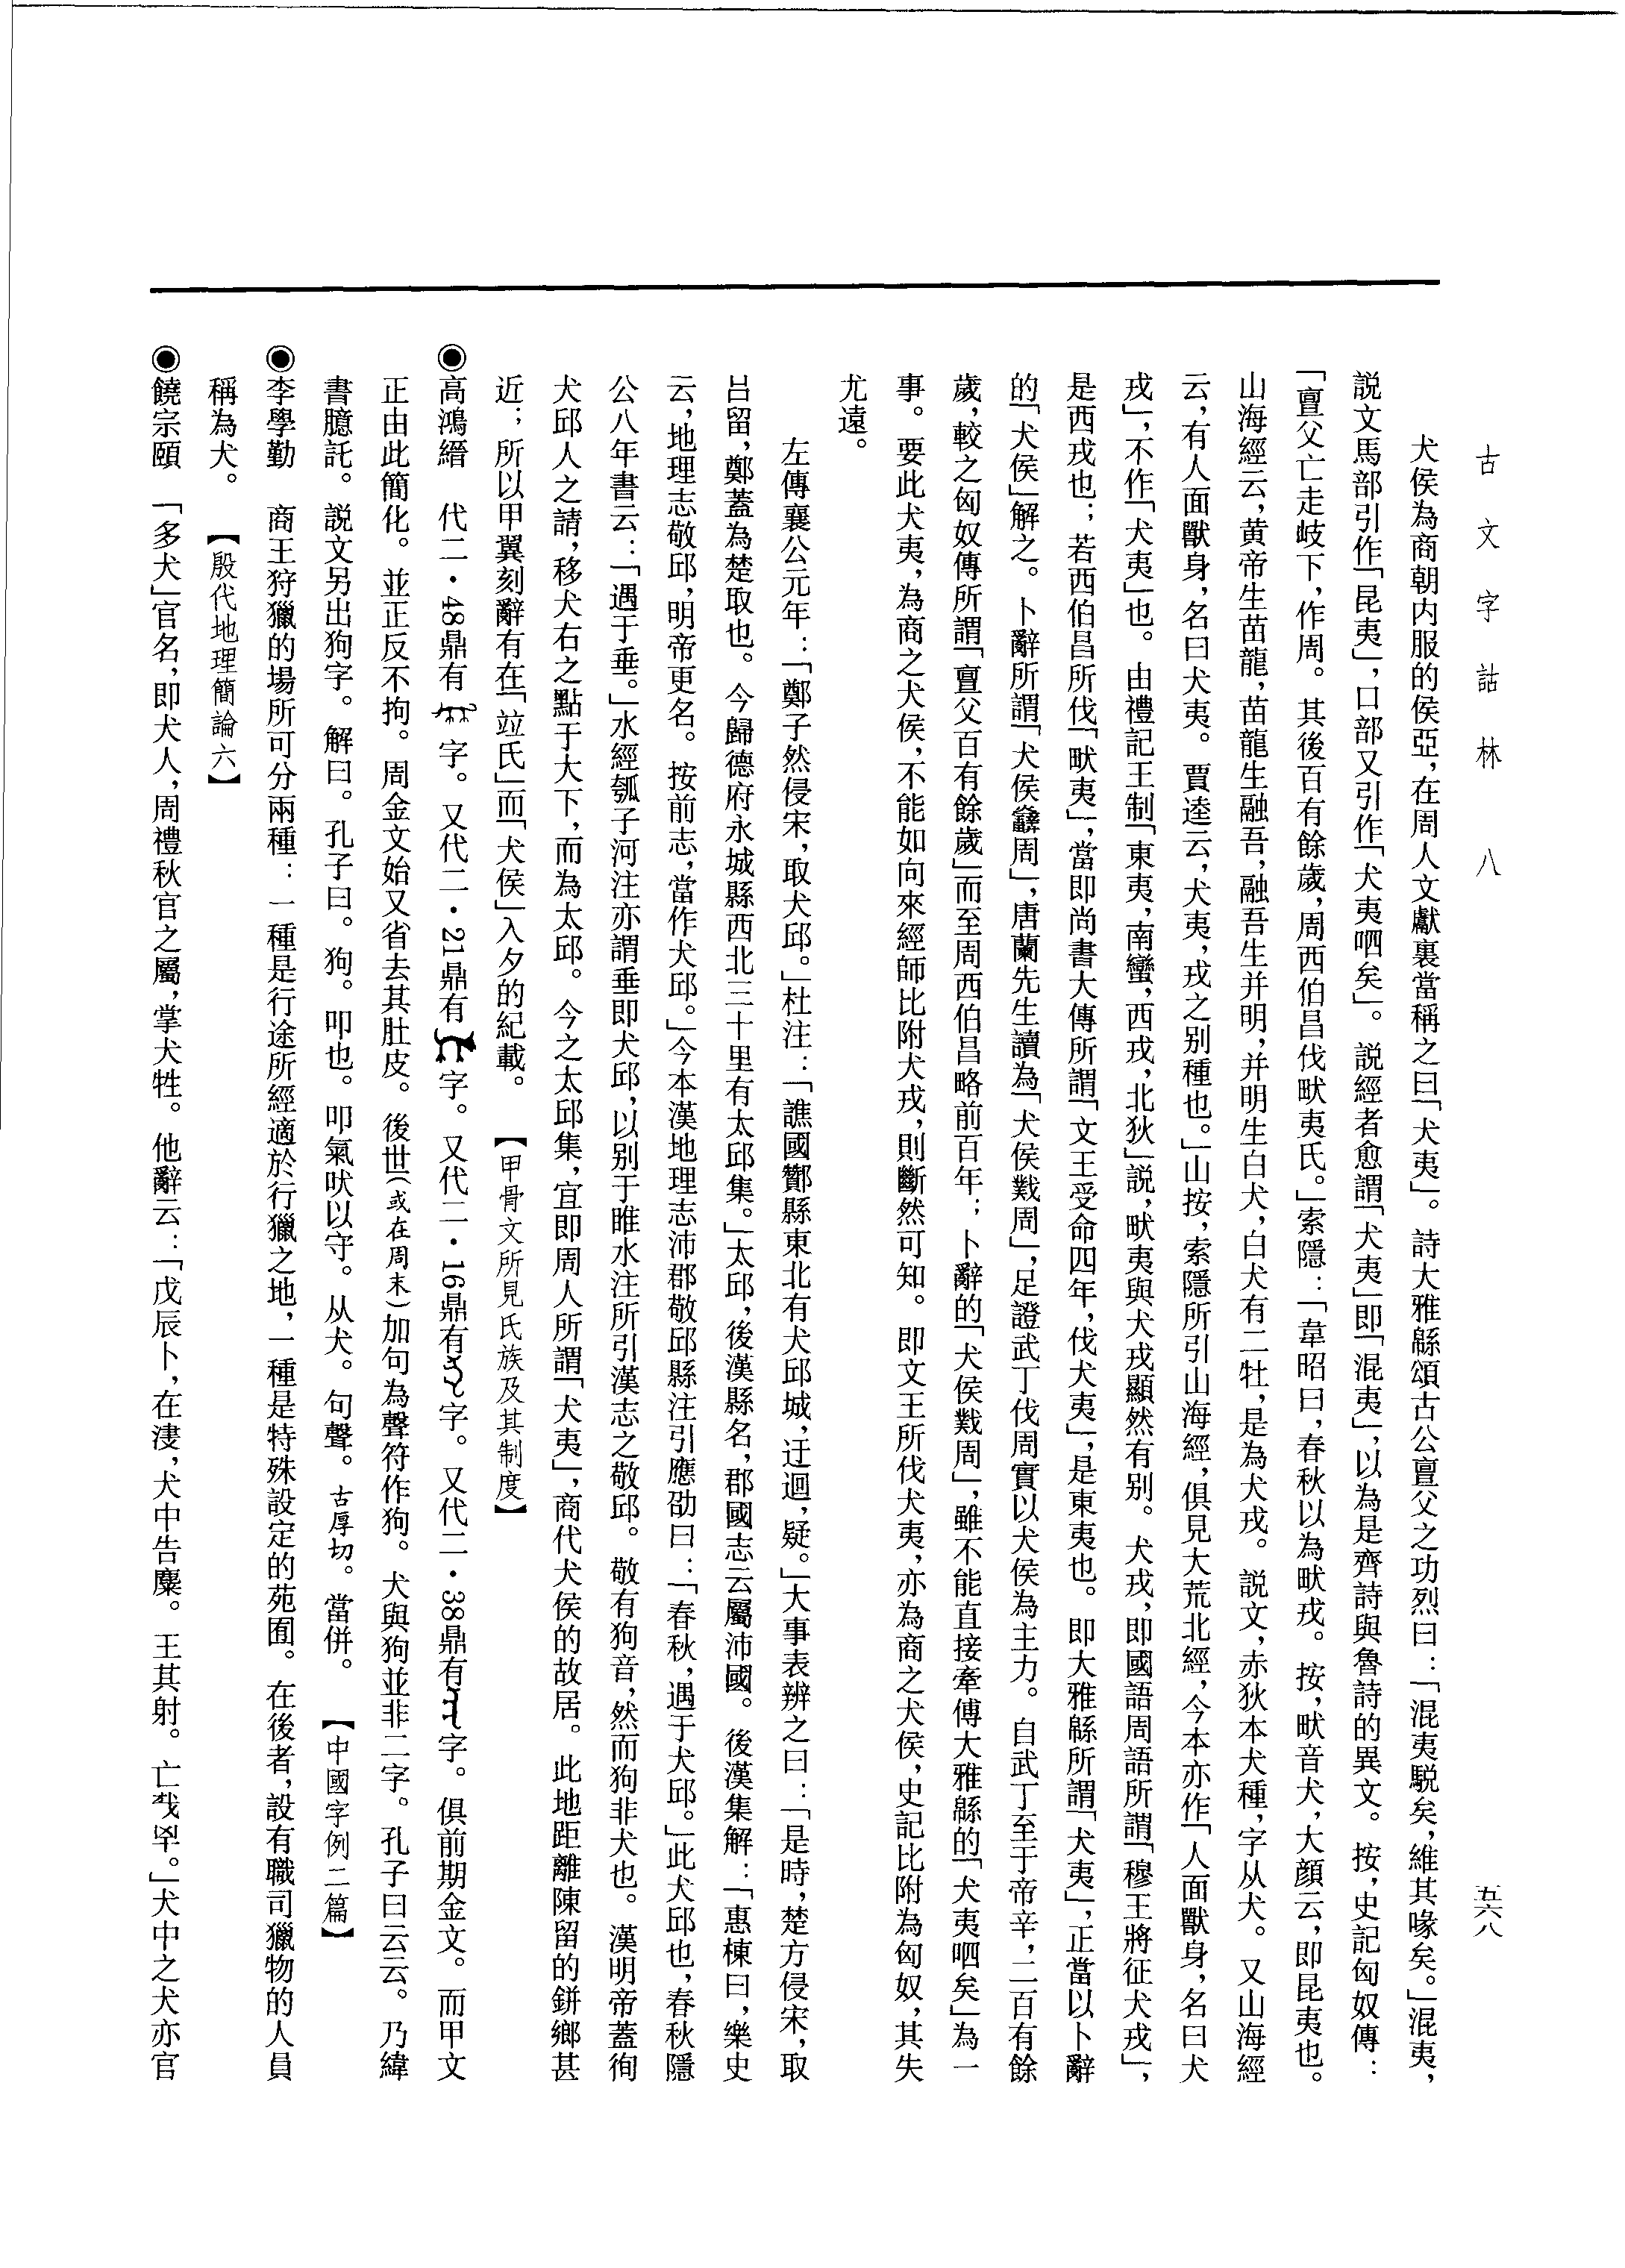 古文字詁林 八
五六八
犬侯為商朝内服的侯亞，在周人文獻裏當稱之曰「犬夷」。詩大雅緜頌古公亶父之功烈曰：「混夷駾矣，維其喙矣。」混夷，
説文馬部引作「昆夷」，口部又引作「犬夷呬矣」。説經者愈謂「犬夷」即「混夷」，以為是齊詩與魯詩的異文。按，史記匈奴傳：
「亶父亡走岐下，作周。其後百有餘歲，周西伯昌伐畎夷氏。」索隱：「韋昭曰，春秋以為畎戎。按，畎音犬，大顔云，即昆夷也。
山海經云，黄帝生苗龍，苗龍生融吾，融吾生并明，并明生白犬，白犬有二牡，是為犬戎。説文，赤狄本犬種，字从犬。又山海經
云，有人面獸身，名曰犬夷。賈逵云，犬夷，戎之别種也。」山按，索隱所引山海經，俱見大荒北經，今本亦作「人面獸身，名曰犬
戎」，不作「犬夷」也。由禮記王制「東夷，南蠻，西戎，北狄」説，畎夷與犬戎顯然有别。犬戎，即國語周語所謂「穆王將征犬戎」，
是西戎也；若西伯昌所伐「畎夷」，當即尚書大傳所謂「文王受命四年，伐犬夷」，是東夷也。即大雅緜所謂「犬夷」，正當以卜辭
的「犬侯」解之。卜辭所謂「犬侯周」，唐蘭先生讀為「犬侯戡周」，足證武丁伐周實以犬侯為主力。自武丁至于帝辛，二百有餘
歲，較之匈奴傳所謂「亶父百有餘歲」而至周西伯昌略前百年；卜辭的「犬侯戡周」，雖不能直接牽傅大雅緜的「犬夷呬矣」為一
事。要此犬夷，為商之犬侯，不能如向來經師比附犬戎，則斷然可知。即文王所伐犬夷，亦為商之犬侯，史記比附為匈奴，其失
尤遠。
左傳襄公元年：「鄭子然侵宋，取犬邱。」杜注：「譙國酇縣東北有犬邱城，迂迴，疑。」大事表辨之曰：「是時，楚方侵宋，取
吕留，鄭蓋為楚取也。今歸德府永城縣西北三十里有太邱集。」太邱，後漢縣名，郡國志云屬沛國。後漢集解：「惠棟曰，樂史
云，地理志敬邱，明帝更名。按前志，當作犬邱。」今本漢地理志沛郡敬邱縣注引應劭曰：「春秋，遇于犬邱。」此犬邱也，春秋隱
公八年書云：「遇于垂。」水經瓠子河注亦謂垂即犬邱，以别于睢水注所引漢志之敬邱。敬有狗音，然而狗非犬也。漢明帝蓋徇
犬邱人之請，移犬右之點于大下，而為太邱。今之太邱集，宜即周人所謂「犬夷」，商代犬侯的故居。此地距離陳留的鉼鄉甚
近；所以甲翼刻辭有在「竝氏」而「犬侯」入夕的紀載。【甲骨文所見氏族及其制度】
◉高鴻縉　代二·48鼎有字。又代二·21鼎有字。又代二·16鼎有字。又代二·38鼎有字。俱前期金文。而甲文
正由此簡化。並正反不拘。周金文始又省去其肚皮。後世（或在周末）加句為聲符作狗。犬與狗並非二字。孔子曰云云。乃緯
書臆託。説文另出狗字。解曰。孔子曰。狗。叩也。叩氣吠以守。从犬。句聲。古厚切。當併。【中國字例二篇】
◉李學勤　商王狩獵的場所可分兩種：一種是行途所經適於行獵之地，一種是特殊設定的苑囿。在後者，設有職司獵物的人員
稱為犬。【殷代地理簡論六】
◉饒宗頤　「多犬」官名，即犬人，周禮秋官之屬，掌犬牲。他辭云：「戊辰卜，在淒，犬中告麋。王其射。亡𢦔𢆉。」犬中之犬亦官